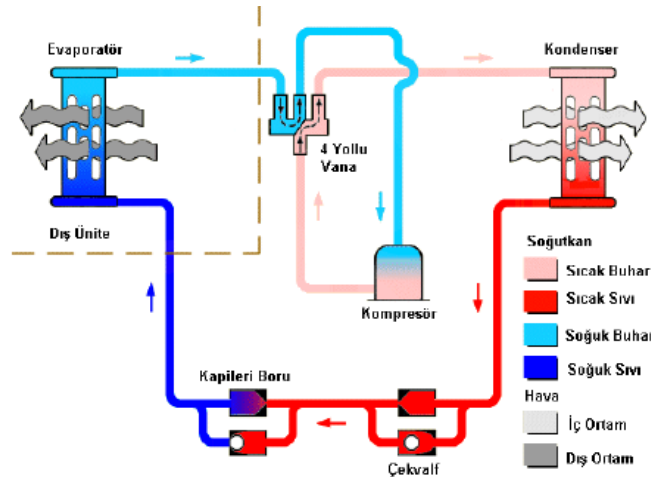 Evaporatör
Kondenser
4 Yollu
Vana
Dış Ünite
Kompresör
Kapileri Boru
Çekvalf
Soğutkan
Sıcak Buhar
Sıcak Sıvı
Soğuk Buhar
Soğuk Sıvı
Hava
İç Ortam
Dış Ortam